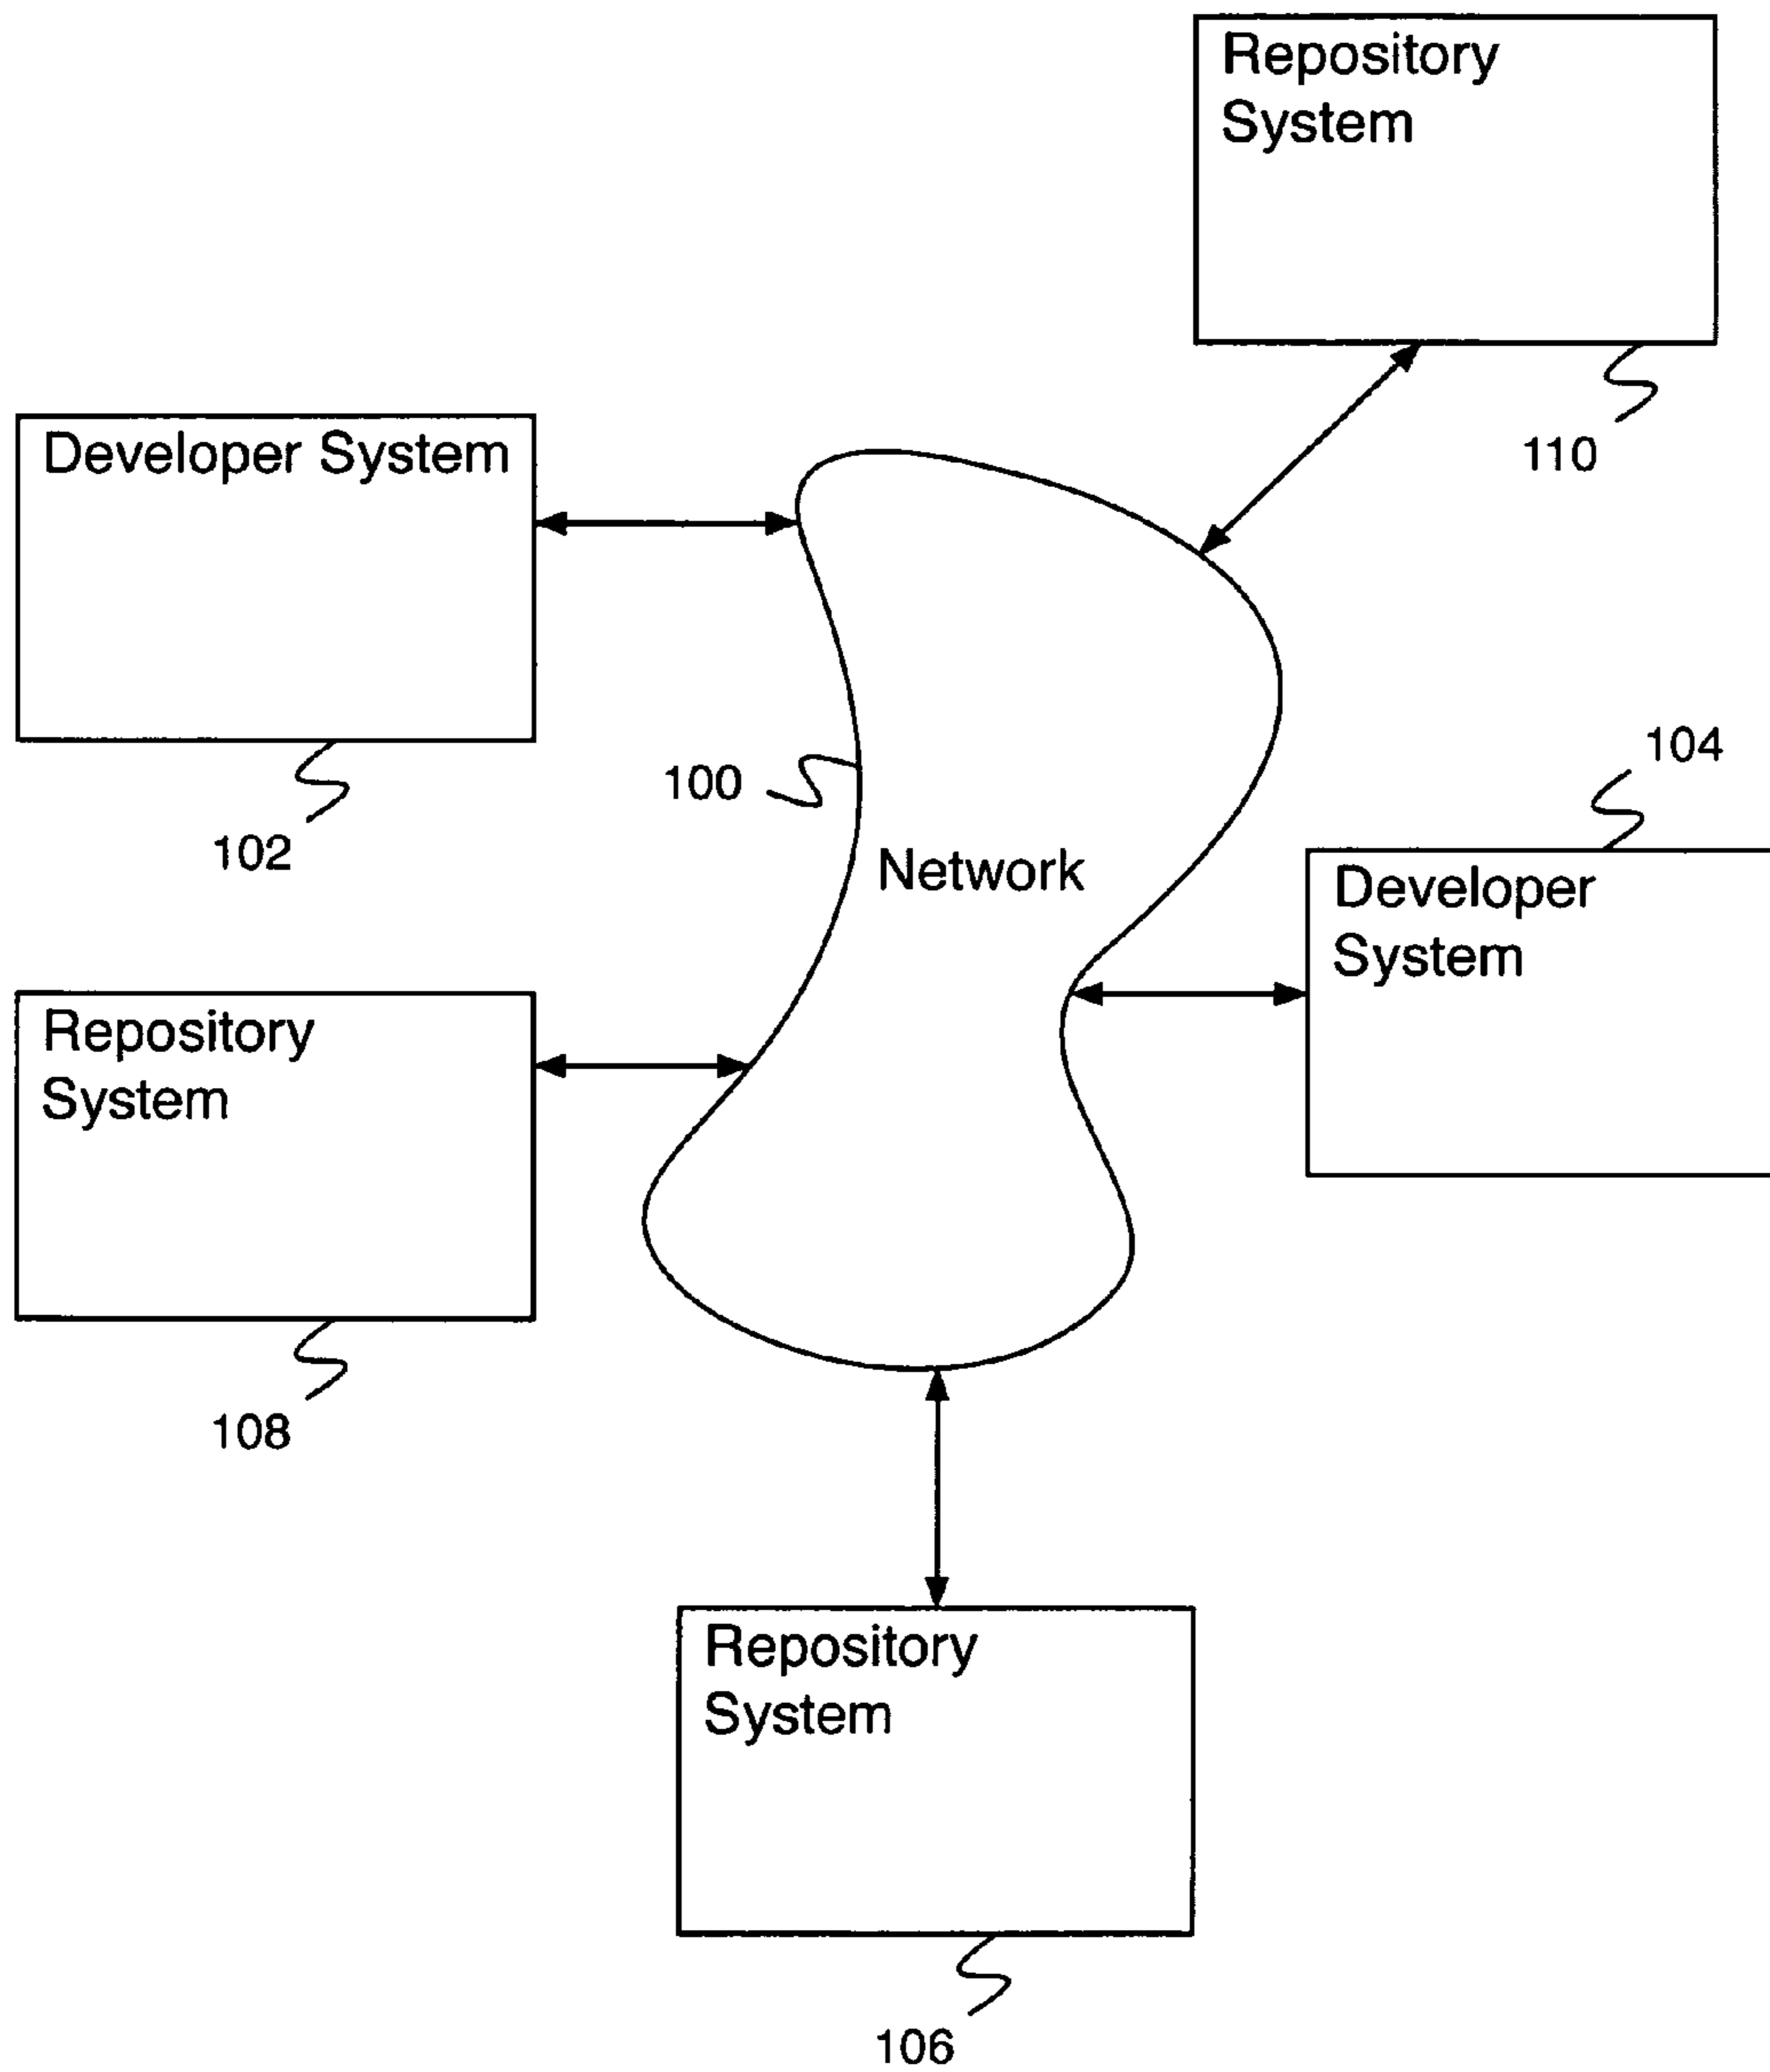 Repository
System
110
Developer System
102
100
Network
104
Developer
System
Repository
System
108
Repository
System
106